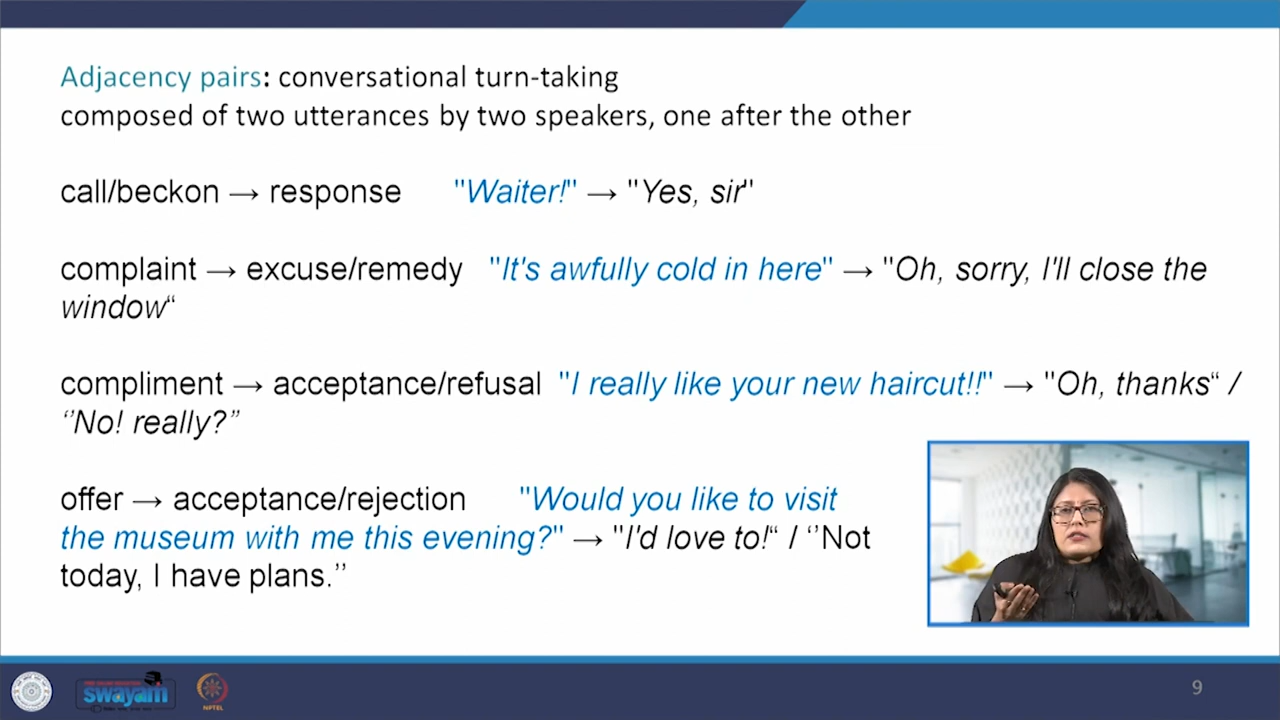 Adjacency pairs: conversational turn-taking
composed of two utterances by two speakers, one after the other
call/beckon → response "Waiter!" → "Yes, sir"
complaint → excuse/remedy "It's awfully cold in here" → "Oh, sorry, I'll close the
window“
compliment → acceptance/refusal "I really like your new haircut!!" → "Oh, thanks“ /
‘’No! really?”
offer → acceptance/rejection "Would you like to visit
the museum with me this evening?" → "I'd love to!“ / ‘’Not
today, I have plans.’’
swayam
NPTEL
9